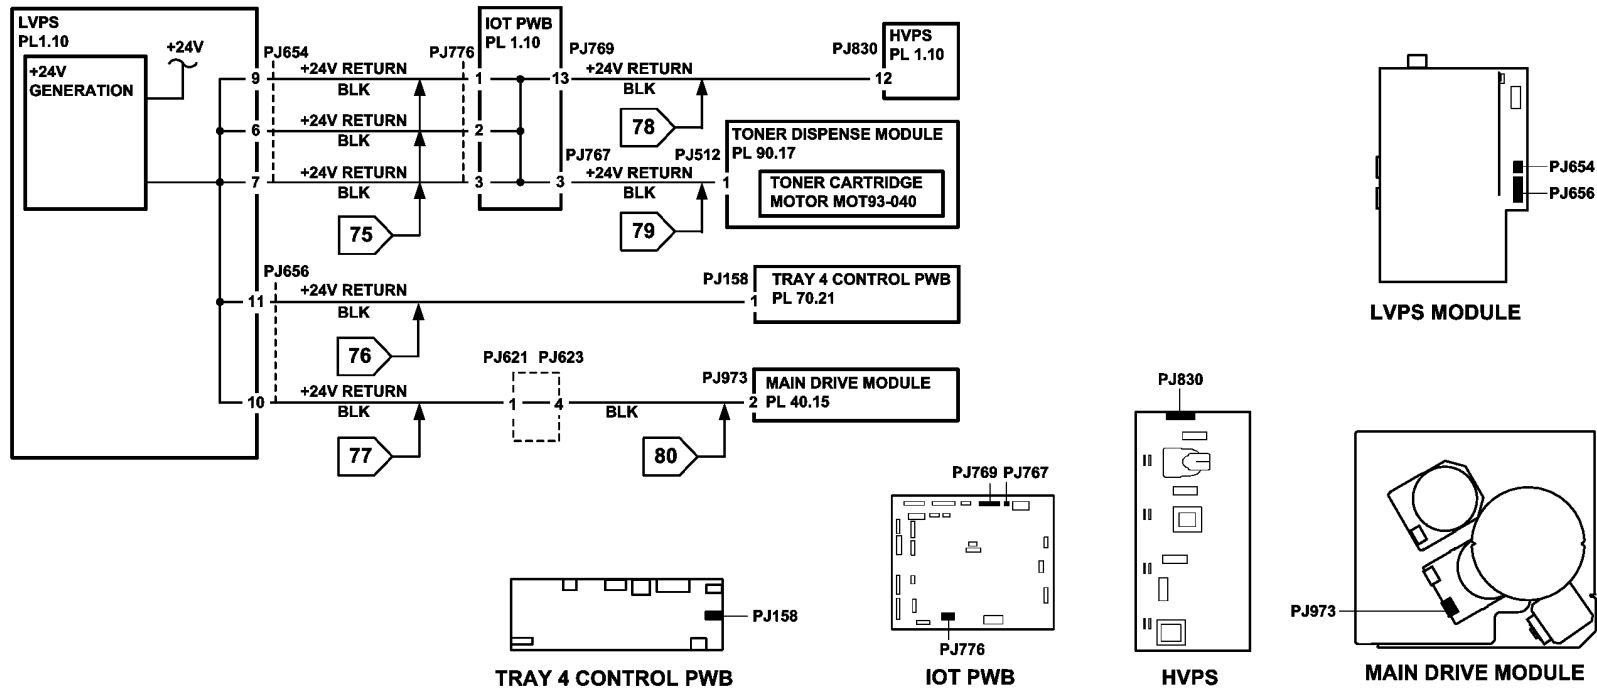 LVPS
PL1.10
+24V
+24V
GENERATION
PJ654
PJ776
IOT PWB
PL 1.10
PJ769
PJ830
HVPS
PL 1.10
9
+24V RETURN
BLK
1
13
+24V RETURN
BLK
12
78
6
+24V RETURN
BLK
2
7
+24V RETURN
BLK
3
PJ767
3
+24V RETURN
BLK
PJ512
1
TONER DISPENSE MODULE
PL 90.17
TONER CARTRIDGE
MOTOR MOT93-040
75
79
PJ656
11
+24V RETURN
BLK
PJ158
1
TRAY 4 CONTROL PWB
PL 70.21
76
PJ621
PJ623
10
+24V RETURN
BLK
1
4
BLK
PJ973
2
MAIN DRIVE MODULE
PL 40.15
77
80
PJ654
PJ656
LVPS MODULE
PJ158
TRAY 4 CONTROL PWB
PJ769
PJ767
PJ776
IOT PWB
PJ830
HVPS
PJ973
MAIN DRIVE MODULE